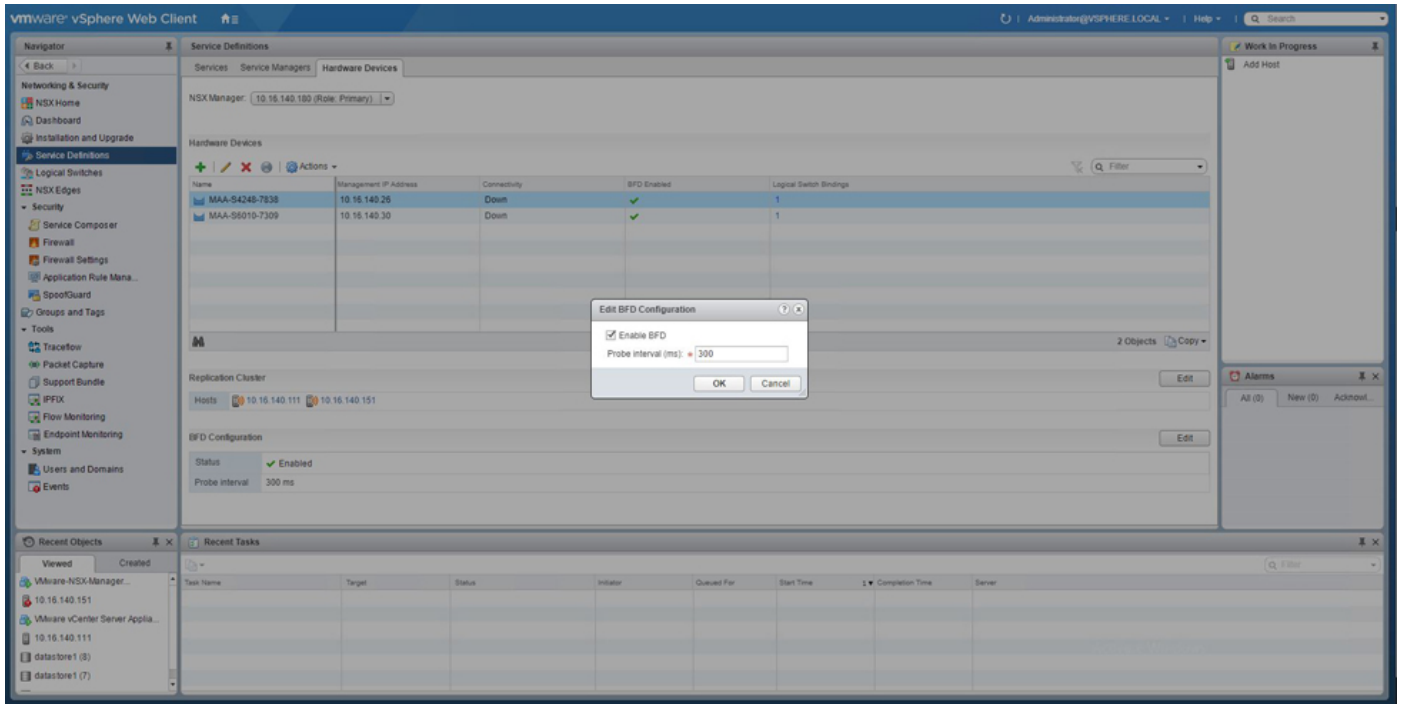 vmware® vSphere Web Client
Administrator@VSPHERE.LOCAL | Help | Search
Navigator
Back
Networking & Security
NSX Home
Dashboard
Installation and Upgrade
Service Definitions
Logical Switches
NSX Edges
Security
Service Composer
Firewall
Firewall Settings
Application Rule Mana...
SpoofGuard
Groups and Tags
Tools
Traceflow
Packet Capture
Support Bundle
IPFIX
Flow Monitoring
Endpoint Monitoring
System
Users and Domains
Events
Service Definitions
Services Service Managers Hardware Devices
NSX Manager: 10.16.140.180 (Role: Primary)
Hardware Devices
Actions Filter
Name Management IP Address Connectivity BFD Enabled Logical Switch Bindings
MAA-S4248-7838 10.16.140.26 Down 1
MAA-S6010-7309 10.16.140.30 Down 1
2 Objects Copy
Edit BFD Configuration ?
Enable BFD
Probe interval (ms): * 300
OK Cancel
Replication Cluster Edit
Hosts 10.16.140.111 10.16.140.151
BFD Configuration Edit
Status Enabled
Probe interval 300 ms
Work In Progress
Add Host
Alarms
All (0) New (0) Acknowl...
Recent Objects
Viewed Created
VMware-NSX-Manager...
10.16.140.151
VMware vCenter Server Applia...
10.16.140.111
datastore1 (8)
datastore1 (7)
Recent Tasks
Filter
Task Name Target Status Initiator Queued For Start Time 1 Completion Time Server